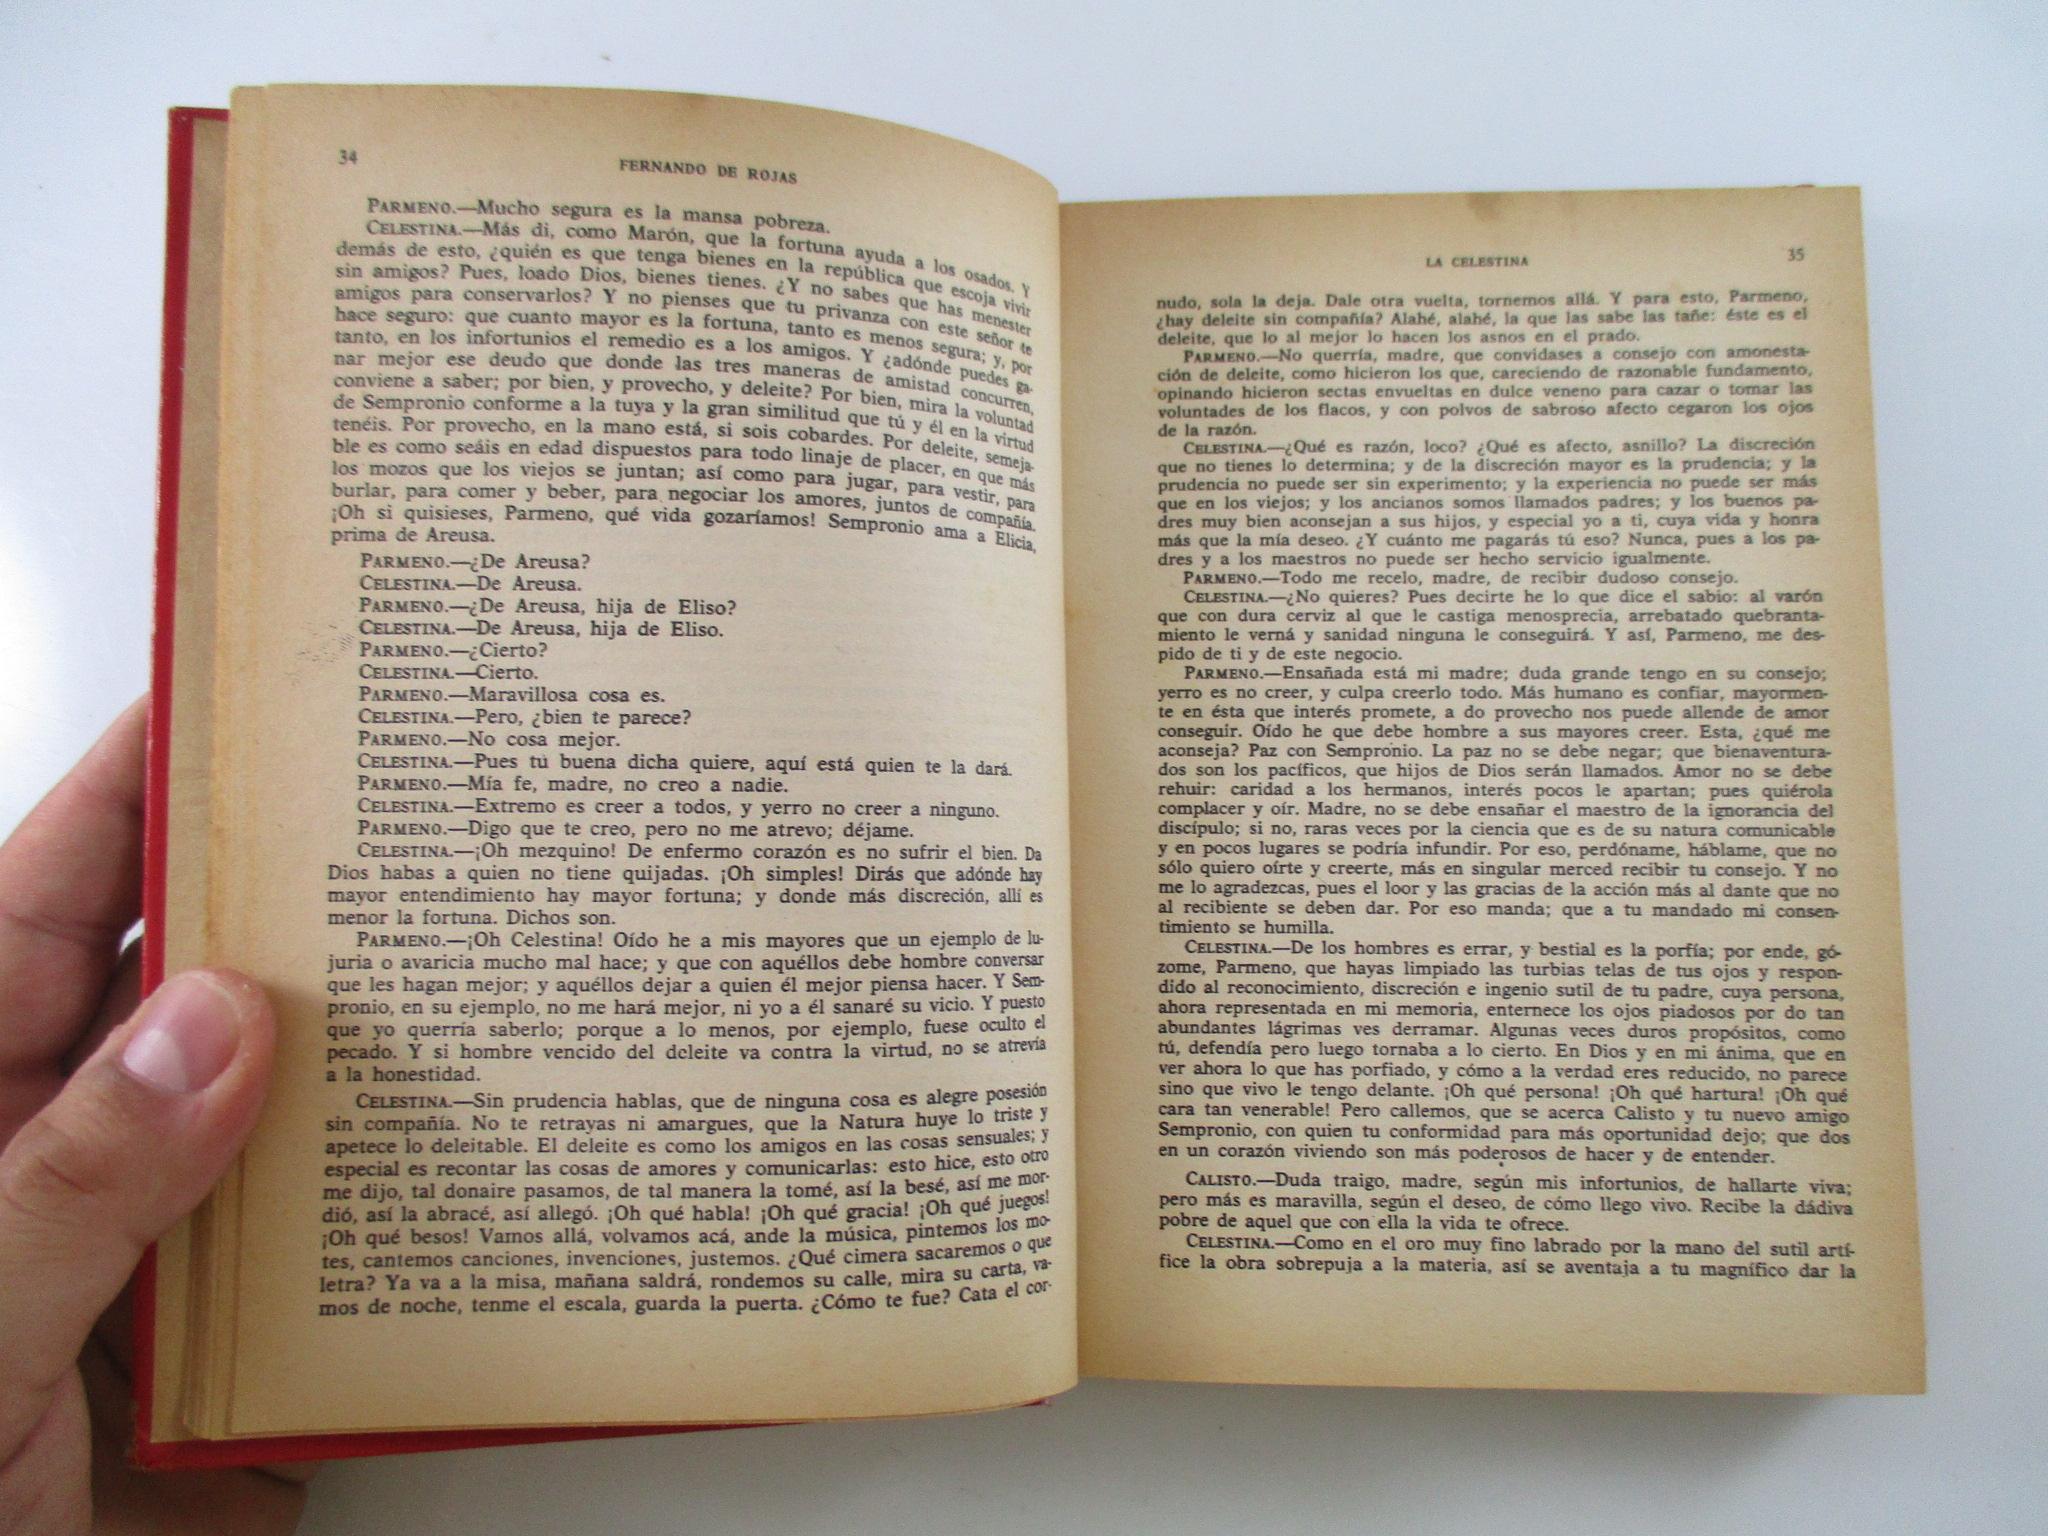 34
FERNANDO DE ROJAS
PARMENO.—Mucho segura es la mansa pobreza.
CELESTINA.—Más di, como Marón, que la fortuna ayuda a los osados. Y
demás de esto, ¿quién es que tenga bienes en la república que escoja vivir
sin amigos? Pues, loado Dios, bienes tienes. ¿Y no sabes que has menester
amigos para conservarlos? Y no pienses que tu privanza con este señor te
hace seguro: que cuanto mayor es la fortuna, tanto es menos segura; y, por
tanto, en los infortunios el remedio es a los amigos. Y ¿adónde puedes ga-
nar mejor ese deudo que donde las tres maneras de amistad concurren,
conviene a saber; por bien, y provecho, y deleite? Por bien, mira la voluntad
de Sempronio conforme a la tuya y la gran similitud que tú y él en la virtud
tenéis. Por provecho, en la mano está, si sois cobardes. Por deleite, semeja-
ble es como seáis en edad dispuestos para todo linaje de placer, en que más
los mozos que los viejos se juntan; así como para jugar, para vestir, para
burlar, para comer y beber, para negociar los amores, juntos de compañía.
¡Oh si quisieses, Parmeno, qué vida gozaríamos! Sempronio ama a Elicia,
prima de Areusa.
PARMENO.—¿De Areusa?
CELESTINA.—De Areusa.
PARMENO.—¿De Areusa, hija de Eliso?
CELESTINA.—De Areusa, hija de Eliso.
PARMENO.—¿Cierto?
CELESTINA.—Cierto.
PARMENO.—Maravillosa cosa es.
CELESTINA.—Pero, ¿bien te parece?
PARMENO.—No cosa mejor.
CELESTINA.—Pues tu buena dicha quiere, aquí está quien te la dará.
PARMENO.—Mía fe, madre, no creo a nadie.
CELESTINA.—Extremo es creer a todos, y yerro no creer a ninguno.
PARMENO.—Digo que te creo, pero no me atrevo; déjame.
CELESTINA.—¡Oh mezquino! De enfermo corazón es no sufrir el bien. Da
Dios habas a quien no tiene quijadas. ¡Oh simples! Dirás que adónde hay
mayor entendimiento hay mayor fortuna; y donde más discreción, allí es
menor la fortuna. Dichos son.
PARMENO.—¡Oh Celestina! Oído he a mis mayores que un ejemplo de lu-
juria o avaricia mucho mal hace; y que con aquéllos debe hombre conversar
que les hagan mejor; y aquéllos dejar a quien él mejor piensa hacer. Y Sem-
pronio, en su ejemplo, no me hará mejor, ni yo a él sanaré su vicio. Y puesto
que yo querría saberlo; porque a lo menos, por ejemplo, fuese oculto el
pecado. Y si hombre vencido del deleite va contra la virtud, no se atrevía
a la honestidad.
CELESTINA.—Sin prudencia hablas, que de ninguna cosa es alegre posesión
sin compañía. No te retrayas ni amargues, que la Natura huye lo triste y
apetece lo deleitable. El deleite es como los amigos en las cosas sensuales; y
especial es recontar las cosas de amores y comunicarlas: esto hice, esto otro
me dijo, tal donaire pasamos, de tal manera la tomé, así la besé, así me mor-
dió, así la abracé, así allegó. ¡Oh qué habla! ¡Oh qué gracia! ¡Oh qué juegos!
¡Oh qué besos! Vamos allá, volvamos acá, ande la música, pintemos los mo-
tes, cantemos canciones, invenciones, justemos. ¿Qué cimera sacaremos o que
letra? Ya va a la misa, mañana saldrá, rondemos su calle, mira su carta, va-
mos de noche, tenme el escala, guarda la puerta. ¿Cómo te fue? Cata el cor-
LA CELESTINA
35
nudo, sola la deja. Dale otra vuelta, tornemos allá. Y para esto, Parmeno,
¿hay deleite sin compañía? Alahé, alahé, la que las sabe las tañe: éste es el
deleite, que lo al mejor lo hacen los asnos en el prado.
PARMENO.—No querría, madre, que convidases a consejo con amonesta-
ción de deleite, como hicieron los que, careciendo de razonable fundamento,
opinando hicieron sectas envueltas en dulce veneno para cazar o tomar las
voluntades de los flacos, y con polvos de sabroso afecto cegaron los ojos
de la razón.
CELESTINA.—¿Qué es razón, loco? ¿Qué es afecto, asnillo? La discreción
que no tienes lo determina; y de la discreción mayor es la prudencia; y la
prudencia no puede ser sin experimento; y la experiencia no puede ser más
que en los viejos; y los ancianos somos llamados padres; y los buenos pa-
dres muy bien aconsejan a sus hijos, y especial yo a ti, cuya vida y honra
más que la mía deseo. ¿Y cuánto me pagarás tú eso? Nunca, pues a los pa-
dres y a los maestros no puede ser hecho servicio igualmente.
PARMENO.—Todo me recelo, madre, de recibir dudoso consejo.
CELESTINA.—¿No quieres? Pues decirte he lo que dice el sabio: al varón
que con dura cerviz al que le castiga menosprecia, arrebatado quebranta-
miento le verná y sanidad ninguna le conseguirá. Y así, Parmeno, me des-
pido de ti y de este negocio.
PARMENO.—Ensañada está mi madre; duda grande tengo en su consejo;
yerro es no creer, y culpa creerlo todo. Más humano es confiar, mayormen-
te en ésta que interés promete, a do provecho nos puede allende de amor
conseguir. Oído he que debe hombre a sus mayores creer. Esta, ¿qué me
aconseja? Paz con Sempronio. La paz no se debe negar; que bienaventura-
dos son los pacíficos, que hijos de Dios serán llamados. Amor no se debe
rehuir: caridad a los hermanos, interés pocos le apartan; pues quiérola
complacer y oír. Madre, no se debe ensañar el maestro de la ignorancia del
discípulo; si no, raras veces por la ciencia que es de su natura comunicable
y en pocos lugares se podría infundir. Por eso, perdóname, háblame, que no
sólo quiero oírte y creerte, más en singular merced recibir tu consejo. Y no
me lo agradezcas, pues el loor y las gracias de la acción más al dante que no
al recibiente se deben dar. Por eso manda; que a tu mandado mi consen-
timiento se humilla.
CELESTINA.—De los hombres es errar, y bestial es la porfía; por ende, gó-
zome, Parmeno, que hayas limpiado las turbias telas de tus ojos y respon-
dido al reconocimiento, discreción e ingenio sutil de tu padre, cuya persona,
ahora representada en mi memoria, enternece los ojos piadosos por do tan
abundantes lágrimas ves derramar. Algunas veces duros propósitos, como
tú, defendía pero luego tornaba a lo cierto. En Dios y en mi ánima, que en
ver ahora lo que has porfiado, y cómo a la verdad eres reducido, no parece
sino que vivo le tengo delante. ¡Oh qué persona! ¡Oh qué hartura! ¡Oh qué
cara tan venerable! Pero callemos, que se acerca Calisto y tu nuevo amigo
Sempronio, con quien tu conformidad para más oportunidad dejo; que dos
en un corazón viviendo son más poderosos de hacer y de entender.
CALISTO.—Duda traigo, madre, según mis infortunios, de hallarte viva;
pero más es maravilla, según el deseo, de cómo llego vivo. Recibe la dádiva
pobre de aquel que con ella la vida te ofrece.
CELESTINA.—Como en el oro muy fino labrado por la mano del sutil artí-
fice la obra sobrepuja a la materia, así se aventaja a tu magnífico dar la